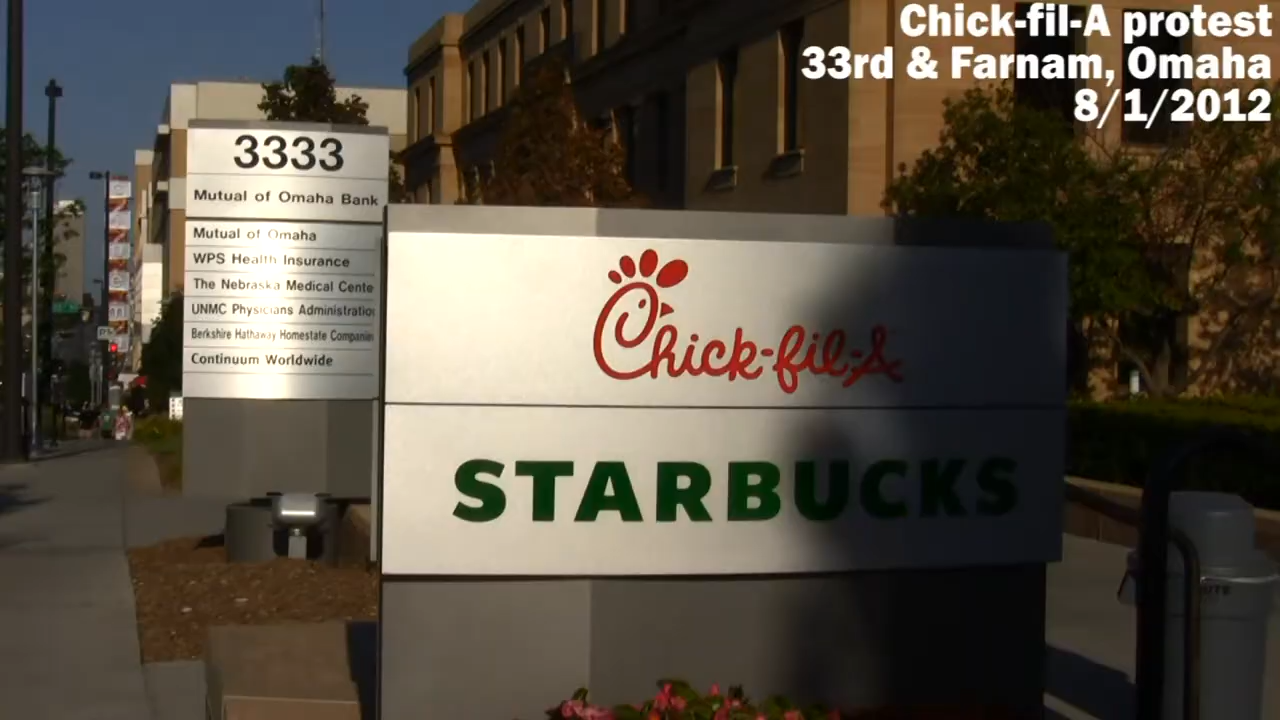 Chick-fil-A protest
33rd & Farnam, Omaha
8/1/2012
3333
Mutual of Omaha Bank
Mutual of Omaha
WPS Health Insurance
The Nebraska Medical Cente
UNMC Physicians Administratio
Berkshire Hathaway Homestate Companie
Continuum Worldwide
Chick-fil-A
STARBUCKS